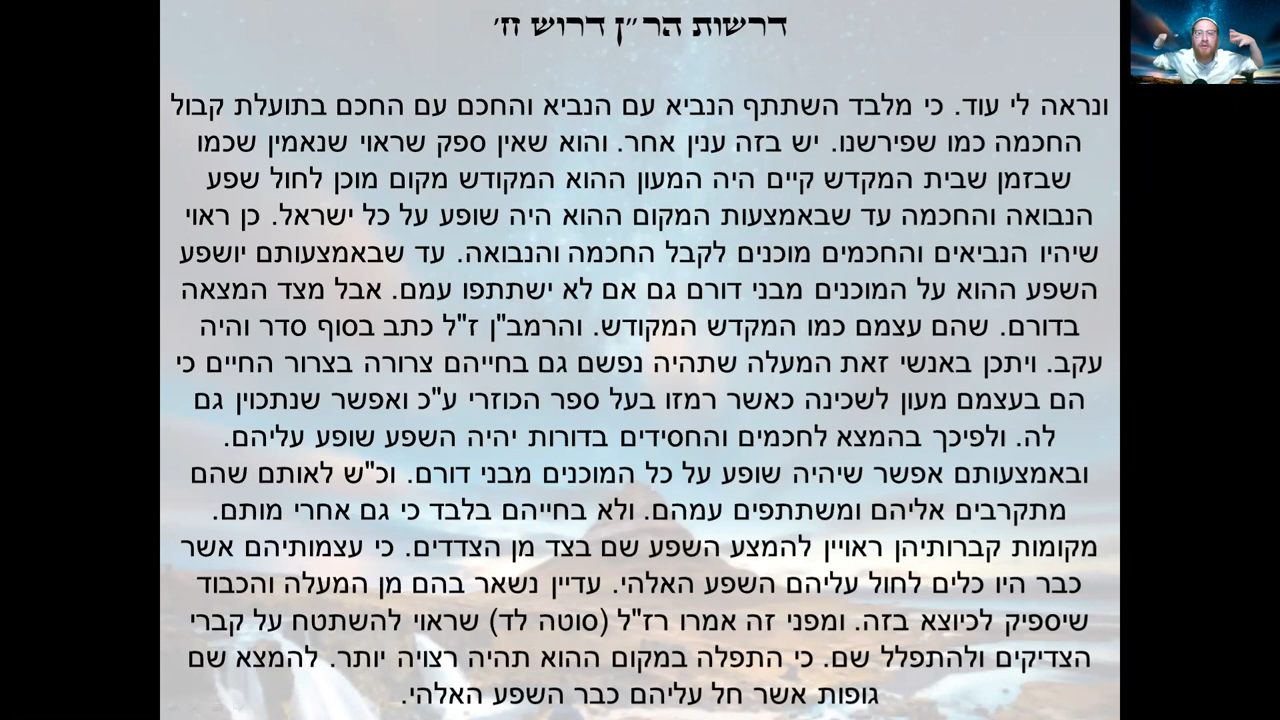 דרשות הר״ן דרוש ח׳
ונראה לי עוד. כי מלבד השתתף הנביא עם הנביא והחכם עם החכם בתועלת קבול
החכמה כמו שפירשנו. יש בזה ענין אחר. והוא שאין ספק שראוי שנאמין שכמו
שבזמן שבית המקדש קיים היה המעון ההוא המקודש מקום מוכן לחול שפע
הנבואה והחכמה עד שבאמצעות המקום ההוא היה שופע על כל ישראל. כן ראוי
שיהיו הנביאים והחכמים מוכנים לקבל החכמה והנבואה. עד שבאמצעותם יושפע
השפע ההוא על המוכנים מבני דורם גם אם לא ישתתפו עמם. אבל מצד המצאה
בדורם. שהם עצמם כמו המקדש המקודש. והרמב"ן ז"ל כתב בסוף סדר והיה
עקב. ויתכן באנשי זאת המעלה שתהיה נפשם גם בחייהם צרורה בצרור החיים כי
הם בעצמם מעון לשכינה כאשר רמזו בעל ספר הכוזרי ע"כ ואפשר שנתכוין גם
לה. ולפיכך בהמצא לחכמים והחסידים בדורות יהיה השפע שופע עליהם.
ובאמצעותם אפשר שיהיה שופע על כל המוכנים מבני דורם. וכ"ש לאותם שהם
מתקרבים אליהם ומשתתפים עמהם. ולא בחייהם בלבד כי גם אחרי מותם.
מקומות קברותיהן ראויין להמצע השפע שם בצד מן הצדדים. כי עצמותיהם אשר
כבר היו כלים לחול עליהם השפע האלהי. עדיין נשאר בהם מן המעלה והכבוד
שיספיק לכיוצא בזה. ומפני זה אמרו רז"ל (סוטה לד) שראוי להשתטח על קברי
הצדיקים ולהתפלל שם. כי התפלה במקום ההוא תהיה רצויה יותר. להמצא שם
גופות אשר חל עליהם כבר השפע האלהי.